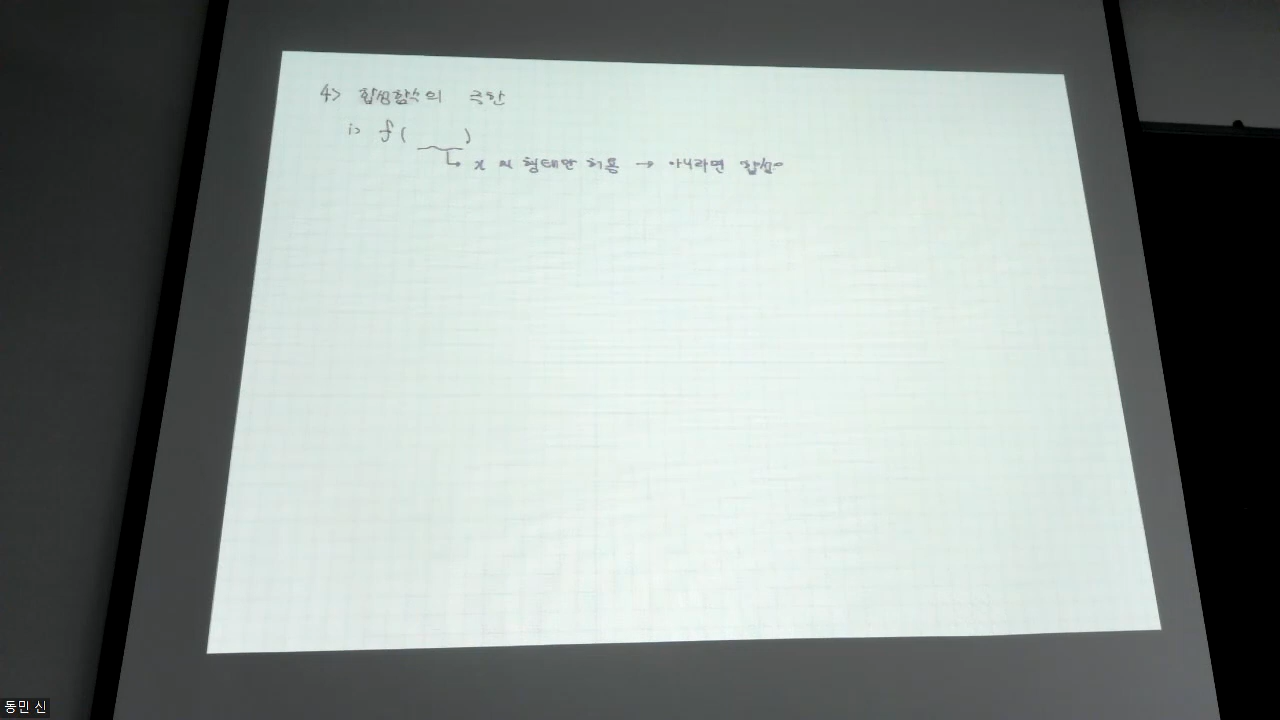 4> 합성함수의 극한
i> f( )
↳ x 의 형태만 허용 → 아니라면 합성
동민 신